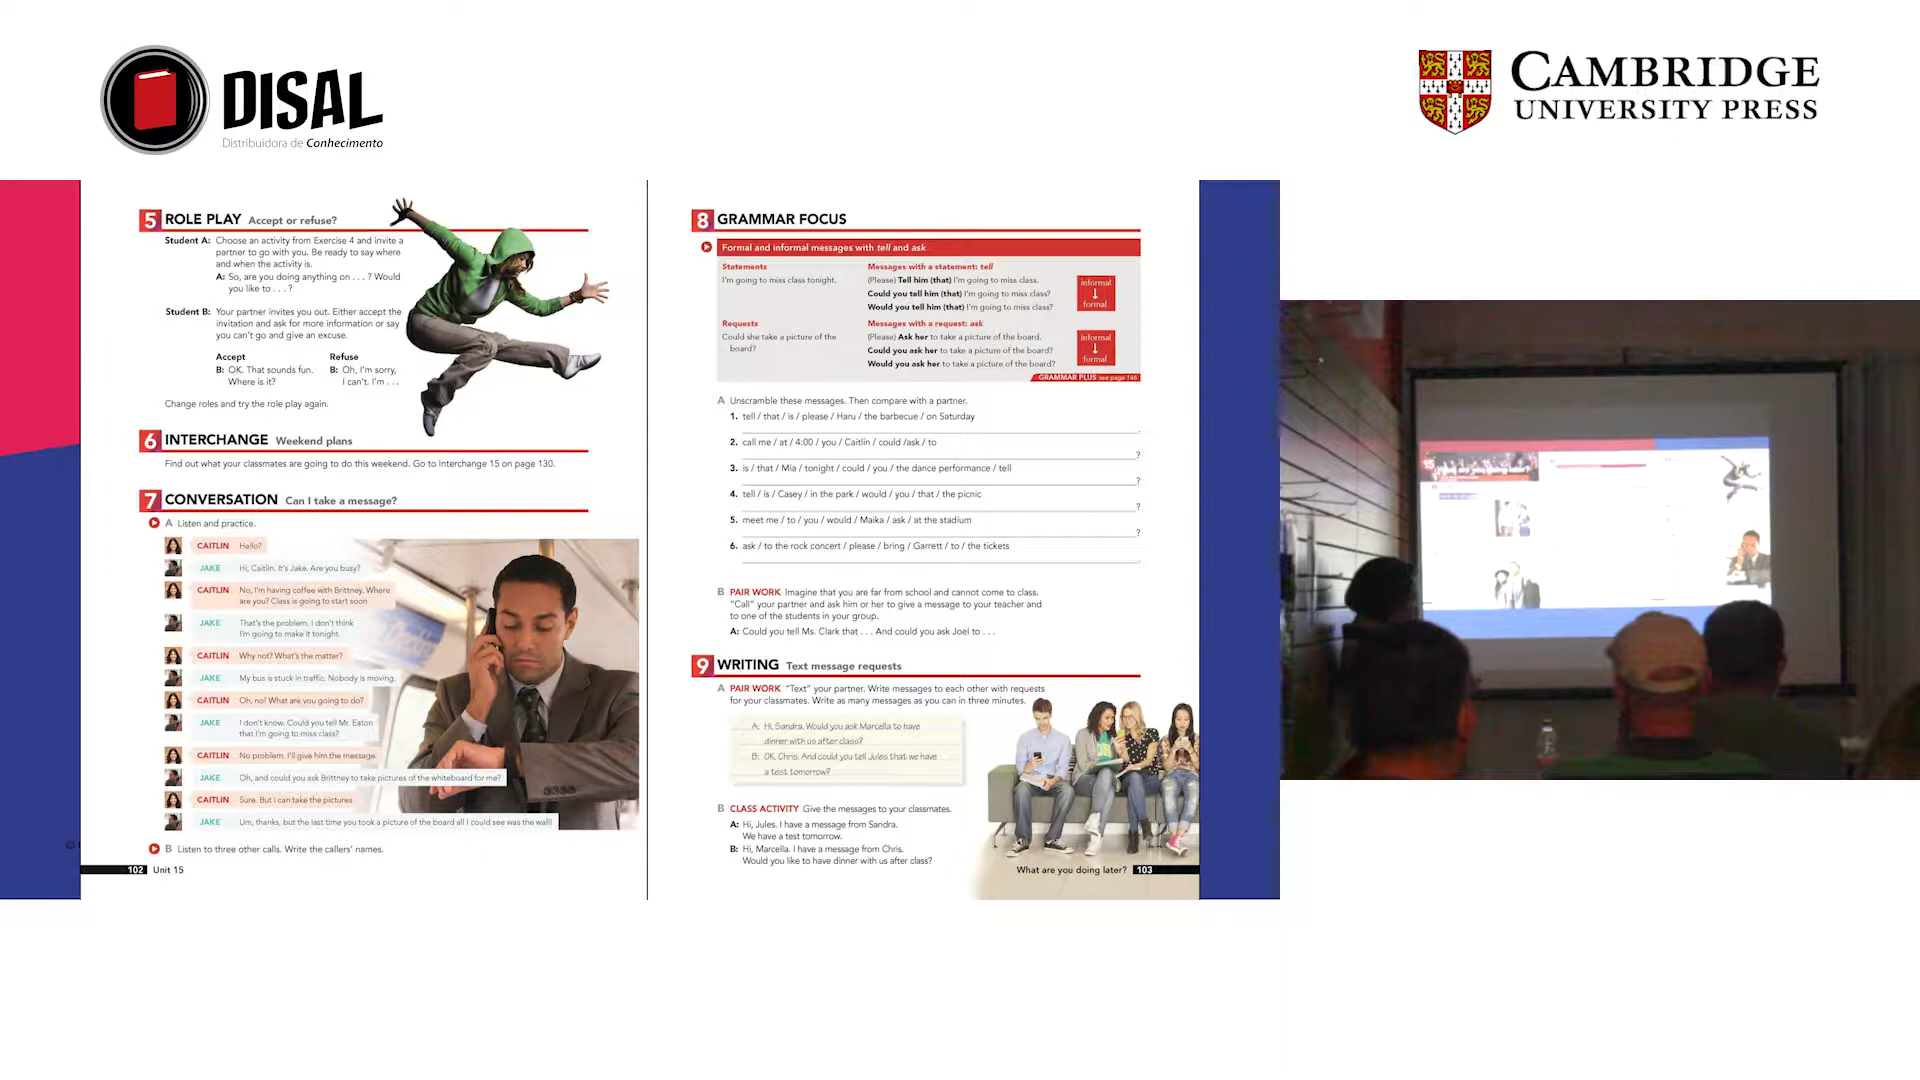 DISAL
Distribuidora de Conhecimento
CAMBRIDGE
UNIVERSITY PRESS
5 ROLE PLAY Accept or refuse?
Student A: Choose an activity from Exercise 4 and invite a
partner to go with you. Be ready to say where
and when the activity is.
A: So, are you doing anything on . . . ? Would
you like to . . . ?
Student B: Your partner invites you out. Either accept the
invitation and ask for more information or say
you can't go and give an excuse.
Accept Refuse
B: OK. That sounds fun. B: Oh, I'm sorry,
Where is it? I can't. I'm . . .
Change roles and try the role play again.
6 INTERCHANGE Weekend plans
Find out what your classmates are going to do this weekend. Go to Interchange 15 on page 130.
7 CONVERSATION Can I take a message?
A Listen and practice.
CAITLIN Hello?
JAKE Hi, Caitlin. It's Jake. Are you busy?
CAITLIN No, I'm having coffee with Brittney. Where
are you? Class is going to start soon
JAKE That's the problem. I don't think
I'm going to make it tonight.
CAITLIN Why not? What's the matter?
JAKE My bus is stuck in traffic. Nobody is moving.
CAITLIN Oh, no! What are you going to do?
JAKE I don't know. Could you tell Mr. Eaton
that I'm going to miss class?
CAITLIN No problem. I'll give him the message
JAKE Oh, and could you ask Brittney to take pictures of the whiteboard for me?
CAITLIN Sure. But I can take the pictures
JAKE Um, thanks, but the last time you took a picture of the board all I could see was the wall!
B Listen to three other calls. Write the callers' names.
102 Unit 15
8 GRAMMAR FOCUS
Formal and informal messages with tell and ask
Statements Messages with a statement: tell
I'm going to miss class tonight. (Please) Tell him (that) I'm going to miss class.
Could you tell him (that) I'm going to miss class?
Would you tell him (that) I'm going to miss class?
informal
formal
Requests Messages with a request: ask
Could she take a picture of the (Please) Ask her to take a picture of the board.
board? Could you ask her to take a picture of the board?
Would you ask her to take a picture of the board?
informal
formal
GRAMMAR PLUS see page 146
A Unscramble these messages. Then compare with a partner.
1. tell / that / is / please / Haru / the barbecue / on Saturday
.
2. call me / at / 4:00 / you / Caitlin / could /ask / to
?
3. is / that / Mia / tonight / could / you / the dance performance / tell
?
4. tell / is / Casey / in the park / would / you / that / the picnic
?
5. meet me / to / you / would / Maika / ask / at the stadium
?
6. ask / to the rock concert / please / bring / Garrett / to / the tickets
.
B PAIR WORK Imagine that you are far from school and cannot come to class.
"Call" your partner and ask him or her to give a message to your teacher and
to one of the students in your group.
A: Could you tell Ms. Clark that . . . And could you ask Joel to . . .
9 WRITING Text message requests
A PAIR WORK "Text" your partner. Write messages to each other with requests
for your classmates. Write as many messages as you can in three minutes.
A: Hi, Sandra. Would you ask Marcella to have
dinner with us after class?
B: OK, Chris. And could you tell Jules that we have
a test tomorrow?
B CLASS ACTIVITY Give the messages to your classmates.
A: Hi, Jules. I have a message from Sandra.
We have a test tomorrow.
B: Hi, Marcella. I have a message from Chris.
Would you like to have dinner with us after class?
What are you doing later? 103